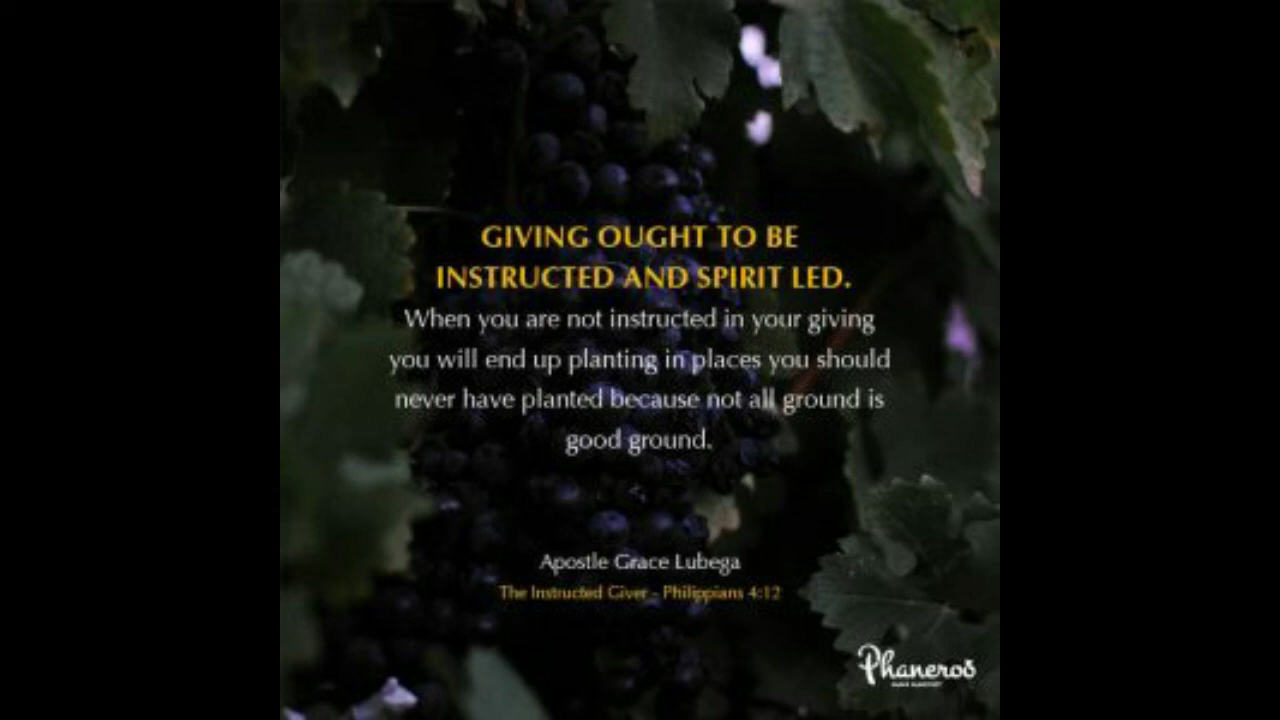 GIVING OUGHT TO BE
INSTRUCTED AND SPIRIT LED.
When you are not instructed in your giving
you will end up planting in places you should
never have planted because not all ground is
good ground.
Apostle Grace Lubega
The Instructed Giver - Philippians 4:12
Phaneroo